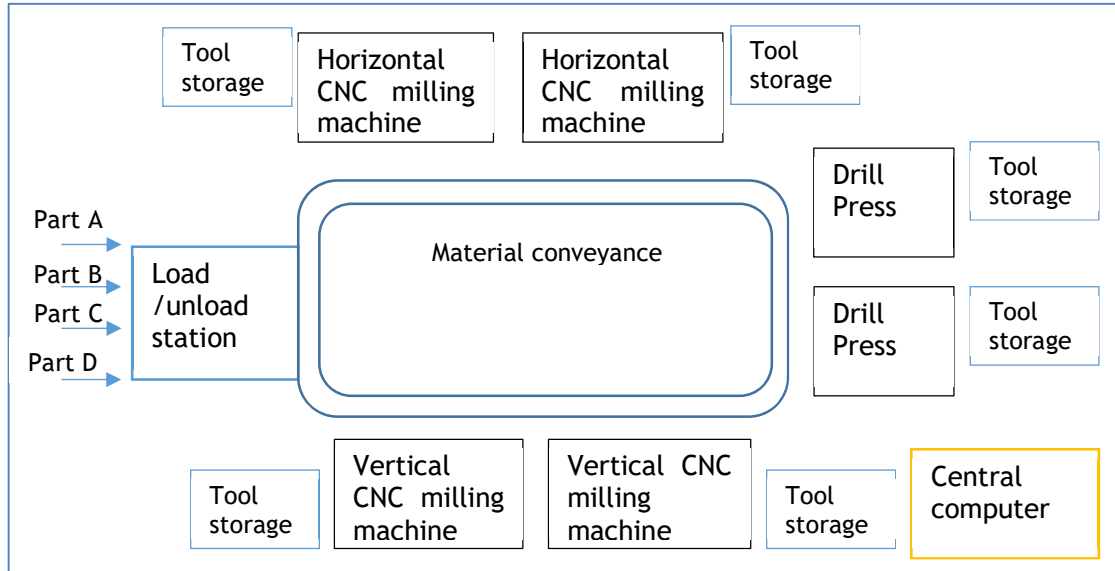 Tool
storage
Horizontal
CNC milling
machine
Horizontal
CNC milling
machine
Tool
storage
Drill
Press
Tool
storage
Part A
Part B
Part C
Part D
Load
/unload
station
Material conveyance
Drill
Press
Tool
storage
Tool
storage
Vertical
CNC milling
machine
Vertical CNC
milling
machine
Tool
storage
Central
computer